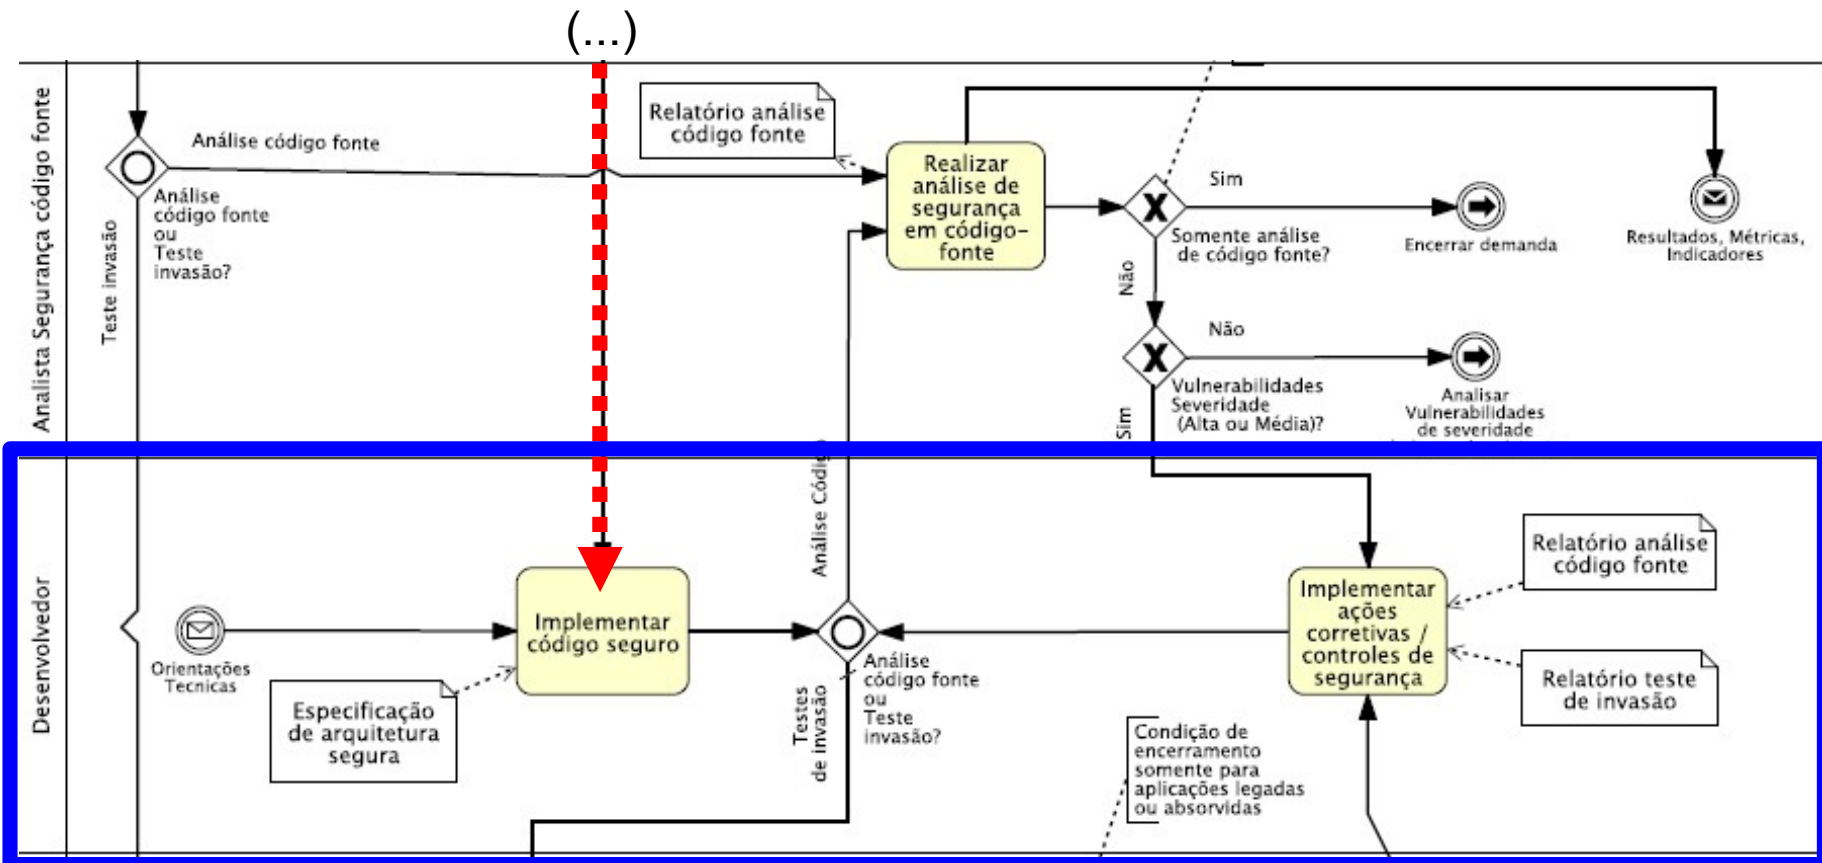 (...)
Analista Segurança código fonte
Análise código fonte
Análise
código fonte
ou
Teste
invasão?
Teste invasão
Relatório análise
código fonte
Realizar
análise de
segurança
em código-
fonte
Sim
Somente análise
de código fonte?
Encerrar demanda
Resultados, Métricas,
Indicadores
Não
Não
Vulnerabilidades
Severidade
(Alta ou Média)?
Sim
Analisar
Vulnerabilidades
de severidade
Desenvolvedor
Orientações
Tecnicas
Especificação
de arquitetura
segura
Implementar
código seguro
Análise Códig
Análise
código fonte
ou
Teste
invasão?
Testes
de invasão
Implementar
ações
corretivas /
controles de
segurança
Relatório análise
código fonte
Relatório teste
de invasão
Condição de
encerramento
somente para
aplicações legadas
ou absorvidas